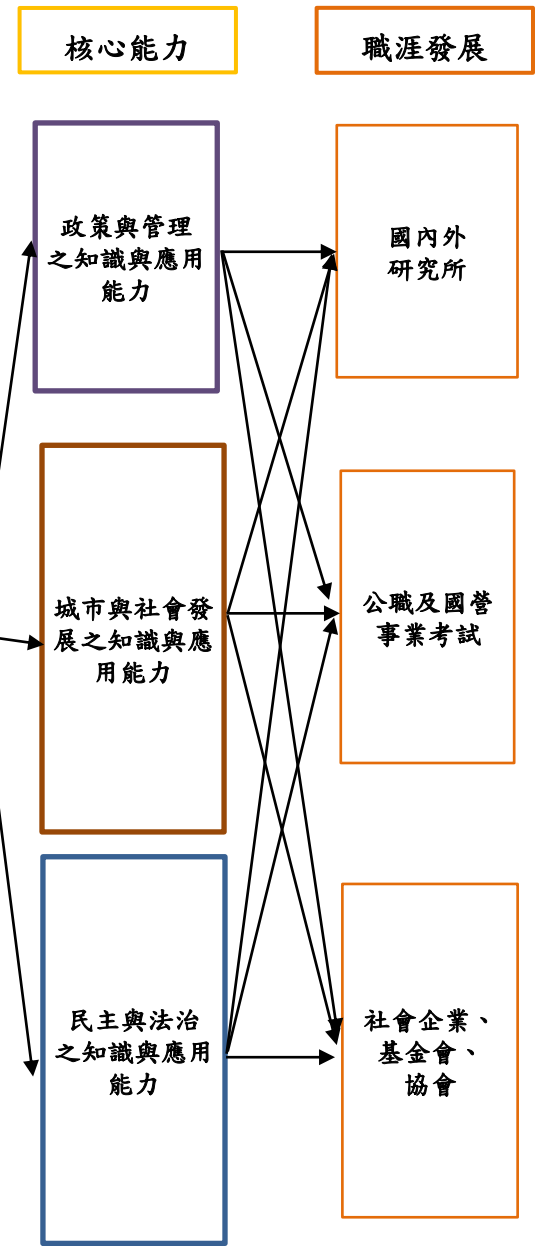 核心能力
職涯發展
政策與管理
之知識與應用
能力
國內外
研究所
城市與社會發
展之知識與應
用能力
公職及國營
事業考試
民主與法治
之知識與應用
能力
社會企業、
基金會、
協會